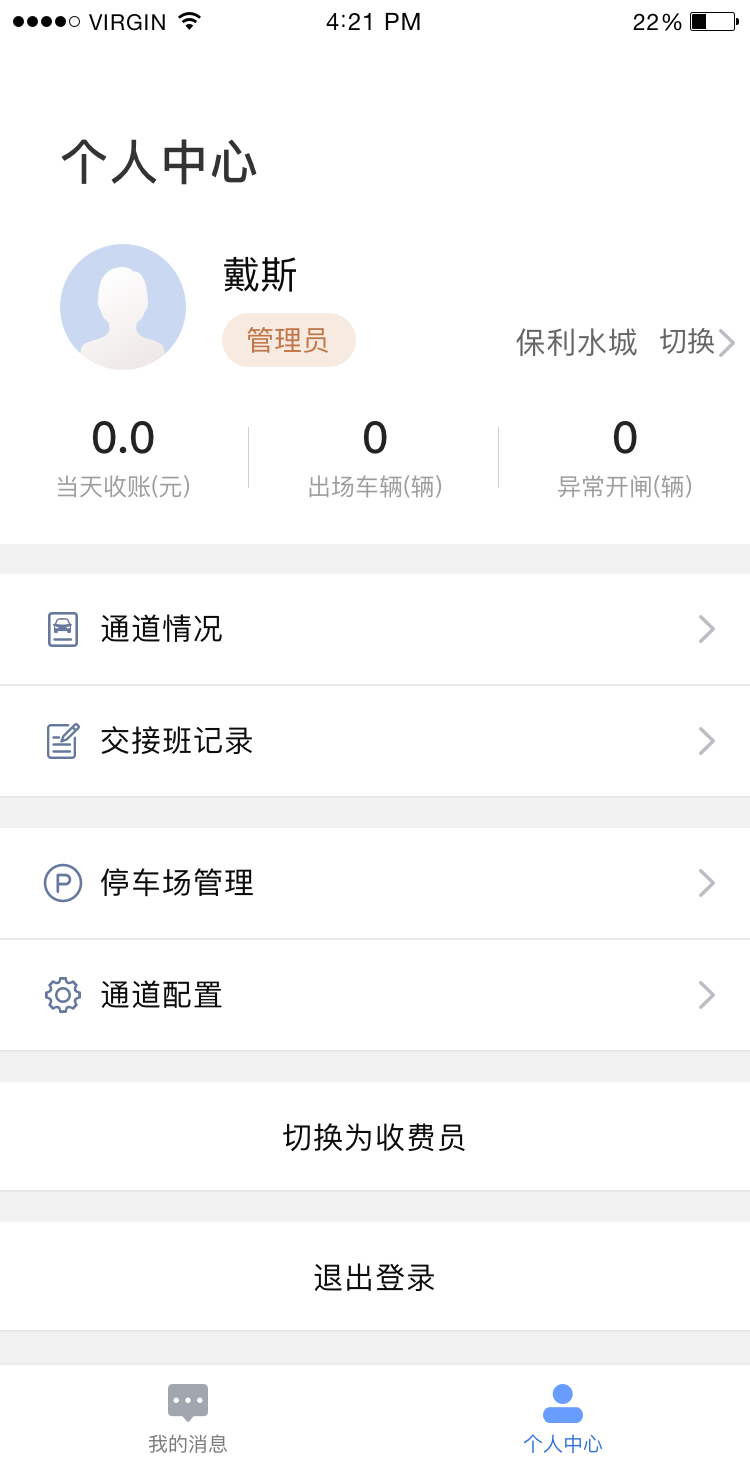 VIRGIN 4:21 PM 22%
个人中心
戴斯
管理员
保利水城 切换
0.0 0 0
当天收账(元) 出场车辆(辆) 异常开闸(辆)
通道情况
交接班记录
P 停车场管理
通道配置
切换为收费员
退出登录
我的消息 个人中心